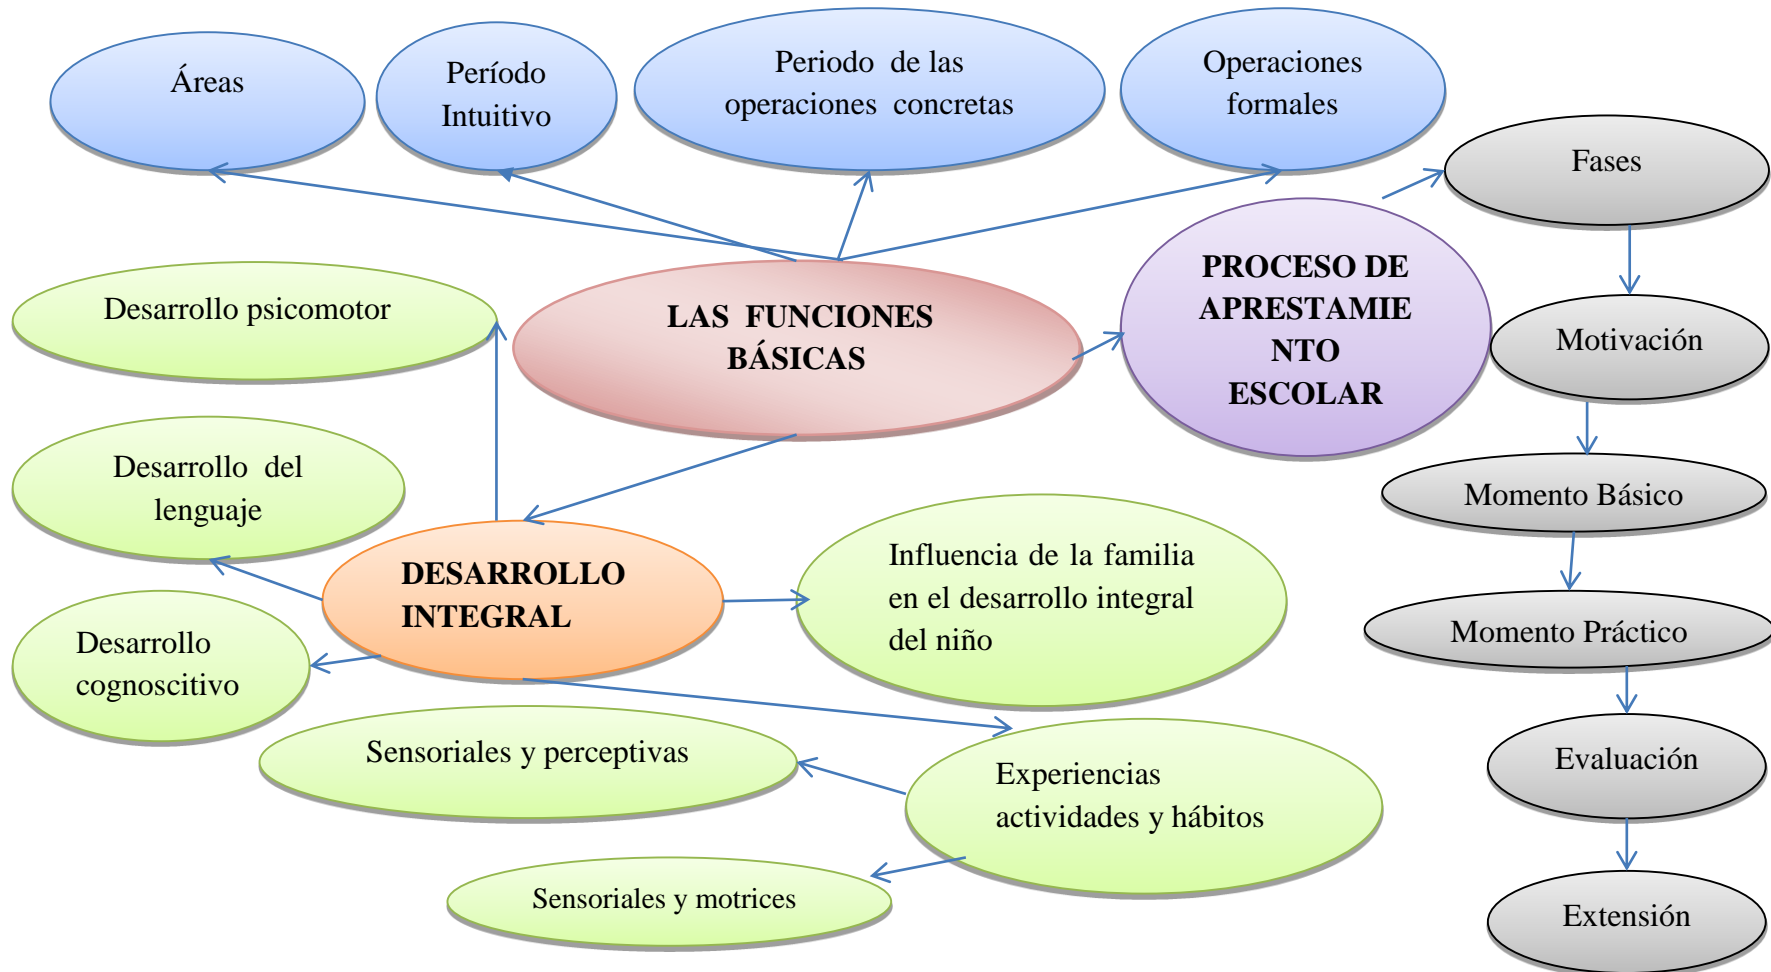 Áreas
Período
Intuitivo
Periodo de las
operaciones concretas
Operaciones
formales
Fases
LAS FUNCIONES
BÁSICAS
PROCESO DE
APRESTAMIE
NTO
ESCOLAR
Desarrollo psicomotor
Motivación
Desarrollo del
lenguaje
Momento Básico
DESARROLLO
INTEGRAL
Influencia de la familia
en el desarrollo integral
del niño
Momento Práctico
Desarrollo
cognoscitivo
Sensoriales y perceptivas
Experiencias
actividades y hábitos
Evaluación
Sensoriales y motrices
Extensión